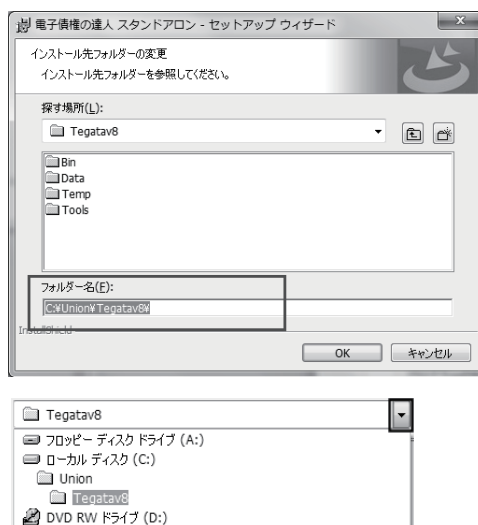 電子債権の達人 スタンドアロン - セットアップ ウィザード
インストール先フォルダーの変更
インストール先フォルダーを参照してください。
探す場所(L):
Tegatav8
Bin
Data
Temp
Tools
フォルダー名(F):
C:¥Union¥Tegatav8¥
InstallShield
OK
キャンセル
Tegatav8
フロッピー ディスク ドライブ (A:)
ローカル ディスク (C:)
Union
Tegatav8
DVD RW ドライブ (D:)